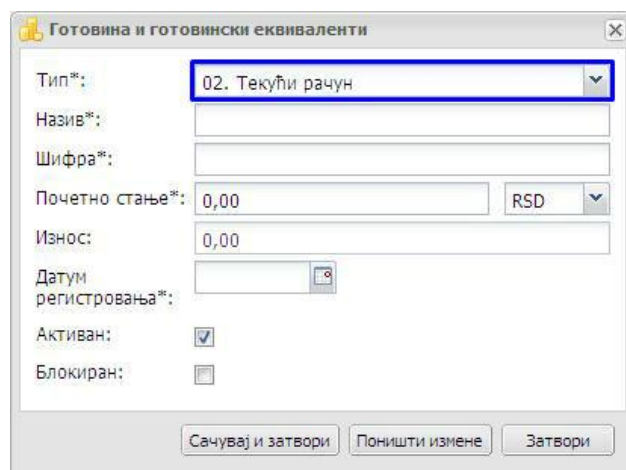 Готовина и готовински еквиваленти
Тип*: 02. Текући рачун
Назив*:
Шифра*:
Почетно стање*: 0,00 RSD
Износ: 0,00
Датум
регистровања*:
Активан:
Блокиран:
Сачувај и затвори Поништи измене Затвори